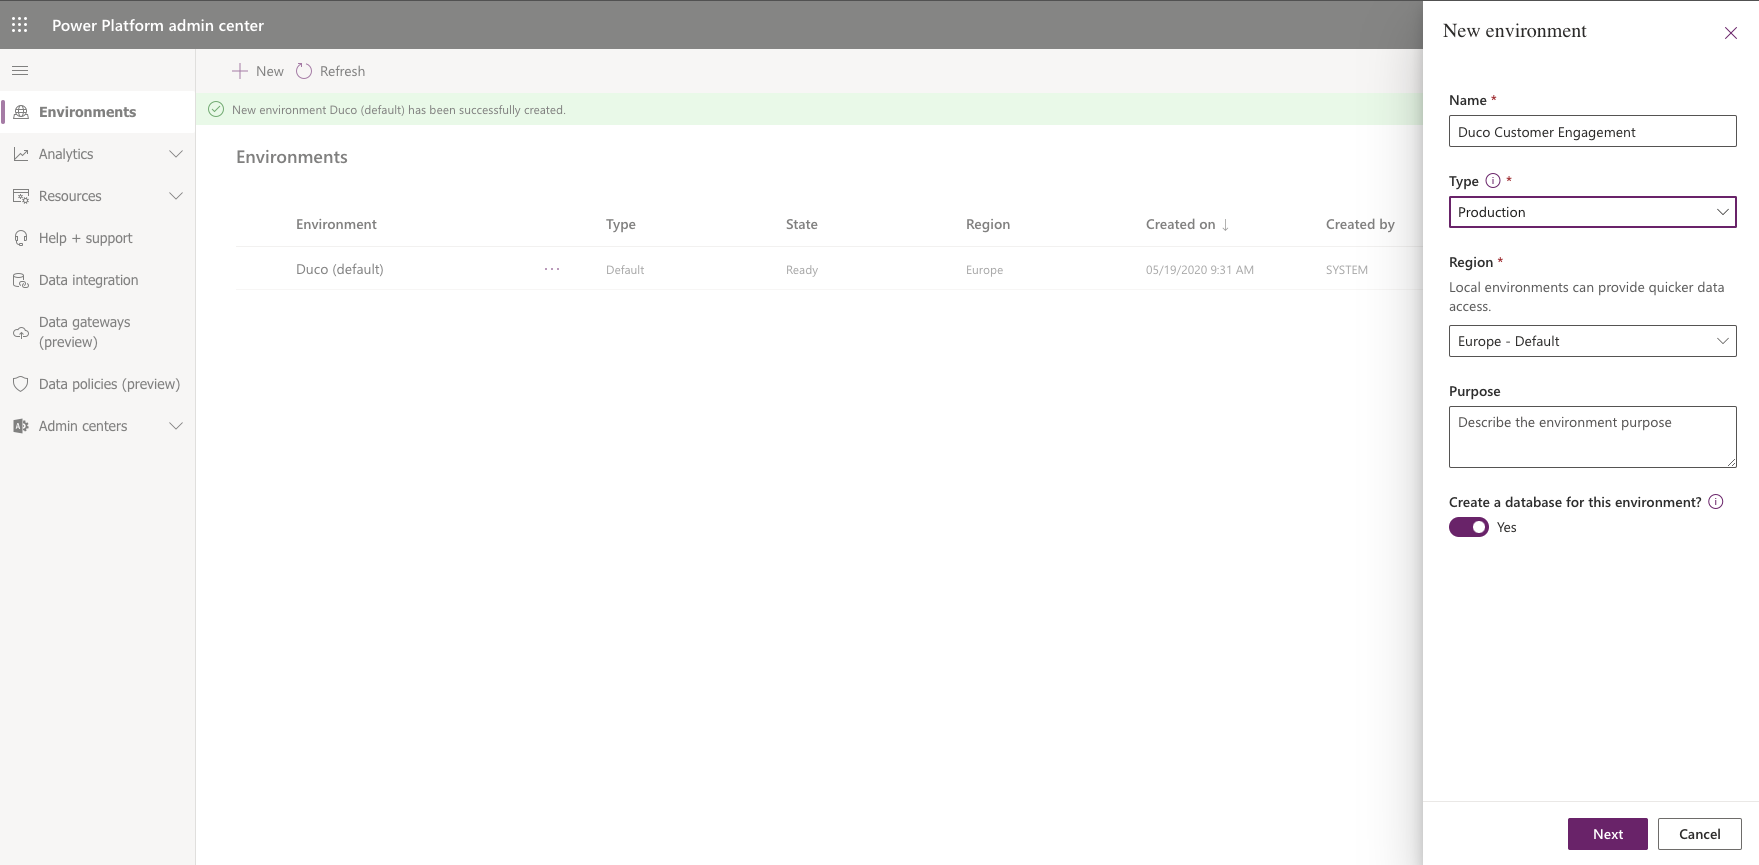 Power Platform admin center
New
Refresh
New environment Duco (default) has been successfully created.
Environments
Analytics
Resources
Help + support
Data integration
Data gateways
(preview)
Data policies (preview)
Admin centers
Environments
Environment Type State Region Created on ↓ Created by
Duco (default) ... Default Ready Europe 05/19/2020 9:31 AM SYSTEM
New environment
Name *
Duco Customer Engagement
Type *
Production
Region *
Local environments can provide quicker data
access.
Europe - Default
Purpose
Describe the environment purpose
Create a database for this environment?
Yes
Next
Cancel